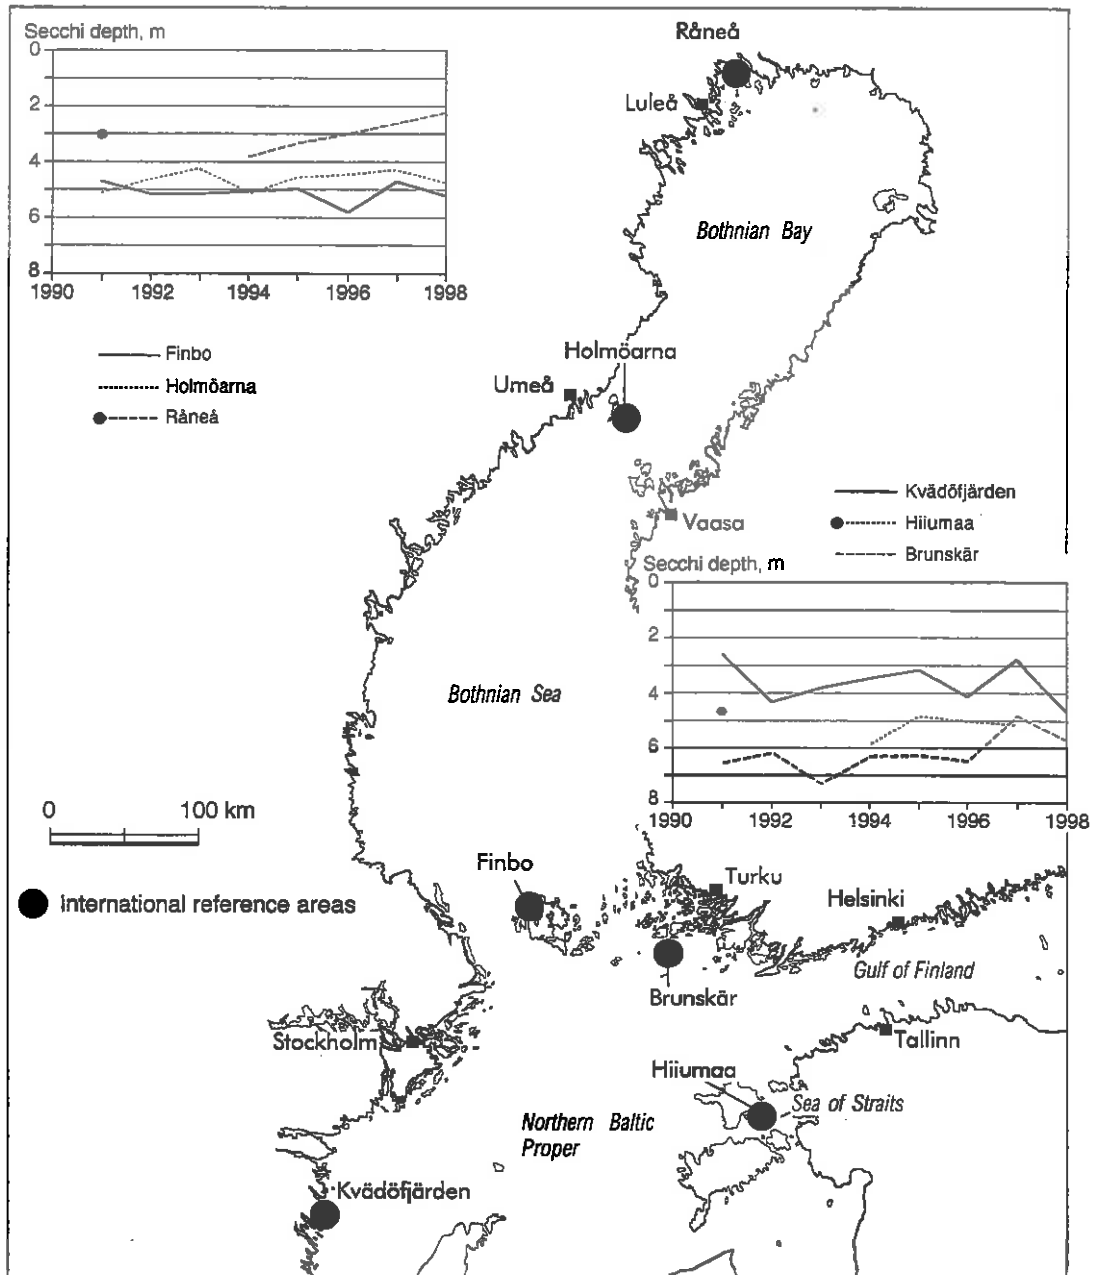 Secchi depth, m
0
2
4
6
8
1990 1992 1994 1996 1998
Finbo
Holmöarna
Råneå
Råneå
Luleå
Bothnian Bay
Holmöarna
Umeå
Vaasa
Kvädöfjärden
Hiiumaa
Brunskär
Secchi depth, m
0
2
4
6
8
1990 1992 1994 1996 1998
Bothnian Sea
0 100 km
International reference areas
Finbo
Turku
Helsinki
Gulf of Finland
Brunskär
Stockholm
Tallinn
Hiiumaa
Sea of Straits
Northern Baltic
Proper
Kvädöfjärden